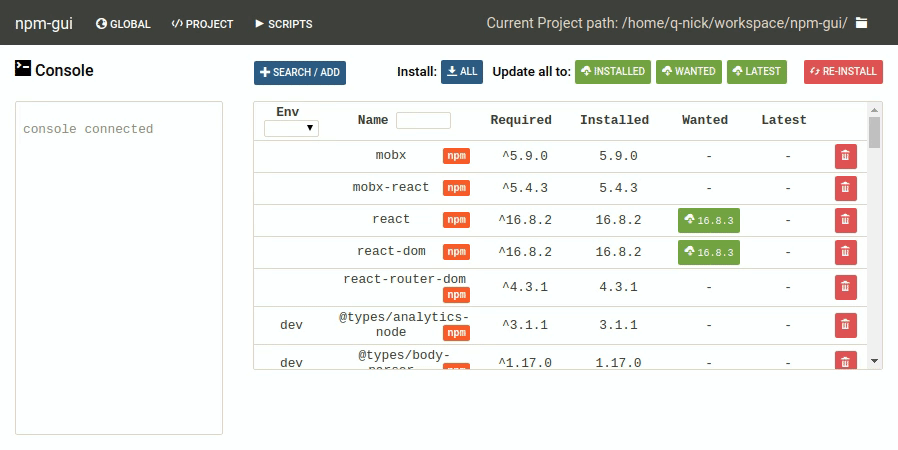 npm-gui GLOBAL PROJECT SCRIPTS Current Project path: /home/q-nick/workspace/npm-gui/
Console
SEARCH / ADD Install: ALL Update all to: INSTALLED WANTED LATEST RE-INSTALL
console connected
Env Name Required Installed Wanted Latest
mobx npm ^5.9.0 5.9.0 - -
mobx-react npm ^5.4.3 5.4.3 - -
react npm ^16.8.2 16.8.2 16.8.3 -
react-dom npm ^16.8.2 16.8.2 16.8.3 -
react-router-dom
npm ^4.3.1 4.3.1 - -
dev @types/analytics-
node npm ^3.1.1 3.1.1 - -
dev @types/body-
parser npm ^1.17.0 1.17.0 - -